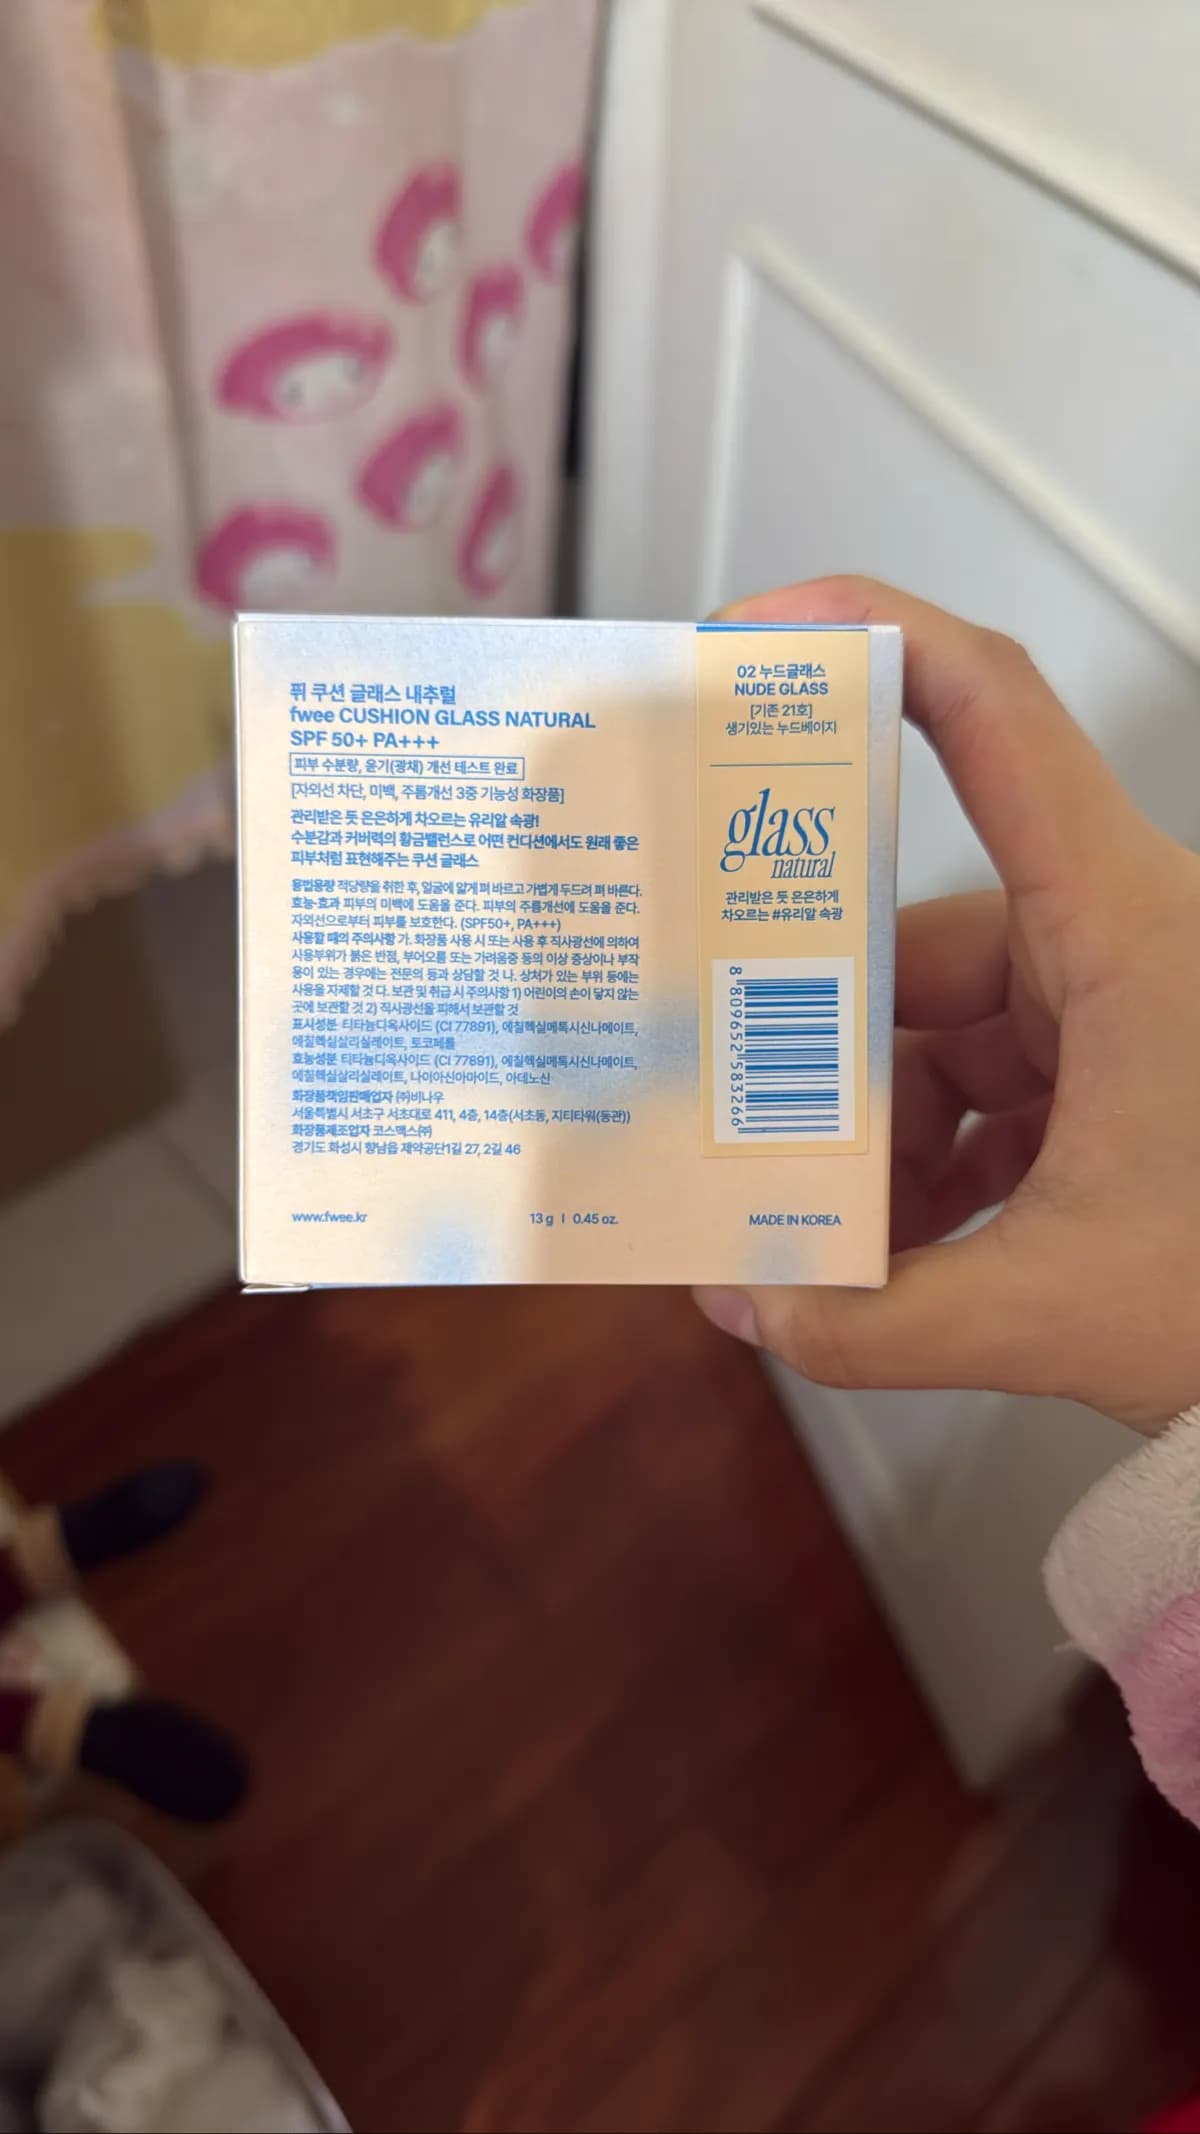 퓌 쿠션 글래스 내추럴
fwee CUSHION GLASS NATURAL
SPF 50+ PA+++
피부 수분량, 윤기(광채) 개선 테스트 완료
[자외선 차단, 미백, 주름개선 3중 기능성 화장품]
관리받은 듯 은은하게 차오르는 유리알 속광!
수분감과 커버력의 황금밸런스로 어떤 컨디션에서도 원래 좋은
피부처럼 표현해주는 쿠션 글래스
용법용량 적당량을 취한 후, 얼굴에 얇게 펴 바르고 가볍게 두드려 펴 바른다.
효능·효과 피부의 미백에 도움을 준다. 피부의 주름개선에 도움을 준다.
자외선으로부터 피부를 보호한다. (SPF50+, PA+++)
사용할 때의 주의사항 가. 화장품 사용 시 또는 사용 후 직사광선에 의하여
사용부위가 붉은 반점, 부어오름 또는 가려움증 등의 이상 증상이나 부작
용이 있는 경우에는 전문의 등과 상담할 것 나. 상처가 있는 부위 등에는
사용을 자제할 것 다. 보관 및 취급 시 주의사항 1) 어린이의 손이 닿지 않는
곳에 보관할 것 2) 직사광선을 피해서 보관할 것
표시성분 티타늄디옥사이드 (CI 77891), 에칠헥실메톡시신나메이트,
에칠헥실살리실레이트, 토코페롤
효능성분 티타늄디옥사이드 (CI 77891), 에칠헥실메톡시신나메이트,
에칠헥실살리실레이트, 나이아신아마이드, 아데노신
화장품책임판매업자 ㈜비나우
서울특별시 서초구 서초대로 411, 4층, 14층(서초동, 지티타워(동관))
화장품제조업자 코스맥스㈜
경기도 화성시 향남읍 제약공단1길 27, 2길 46
www.fwee.kr
13 g | 0.45 oz.
MADE IN KOREA
02 누드글래스
NUDE GLASS
[기존 21호]
생기있는 누드베이지
glass
natural
관리받은 듯 은은하게
차오르는 #유리알 속광
8 809652 583266